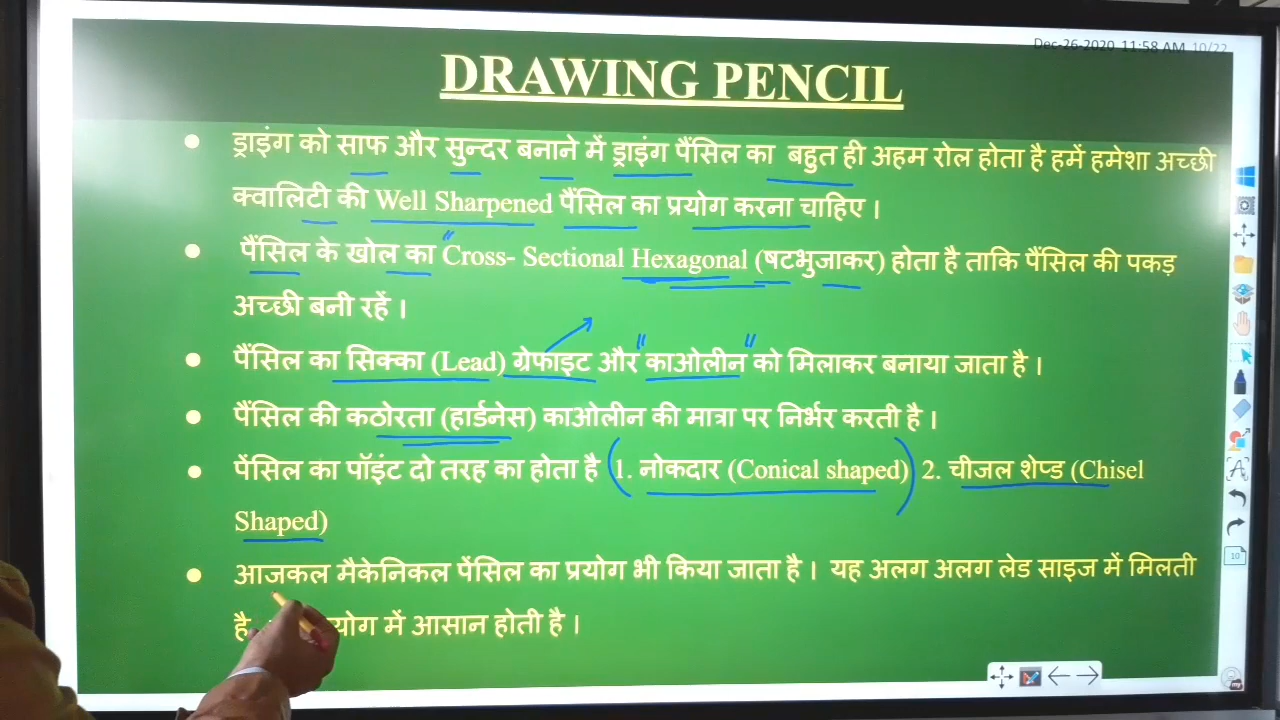 Dec-26-2020 11:58 AM 10/22
DRAWING PENCIL
• ड्राइंग को साफ और सुन्दर बनाने में ड्राइंग पैंसिल का बहुत ही अहम रोल होता है हमें हमेशा अच्छी
क्वालिटी की Well Sharpened पैंसिल का प्रयोग करना चाहिए ।
• पैंसिल के खोल का Cross- Sectional Hexagonal (षटभुजाकर) होता है ताकि पैंसिल की पकड़
अच्छी बनी रहें ।
• पैंसिल का सिक्का (Lead) ग्रेफाइट और "काओलीन" को मिलाकर बनाया जाता है ।
• पैंसिल की कठोरता (हार्डनेस) काओलीन की मात्रा पर निर्भर करती है ।
• पेंसिल का पॉइंट दो तरह का होता है (1. नोकदार (Conical shaped)) 2. चीजल शेप्ड (Chisel
Shaped)
• आजकल मैकेनिकल पेंसिल का प्रयोग भी किया जाता है । यह अलग अलग लेड साइज में मिलती
है में आसान होती है ।
10